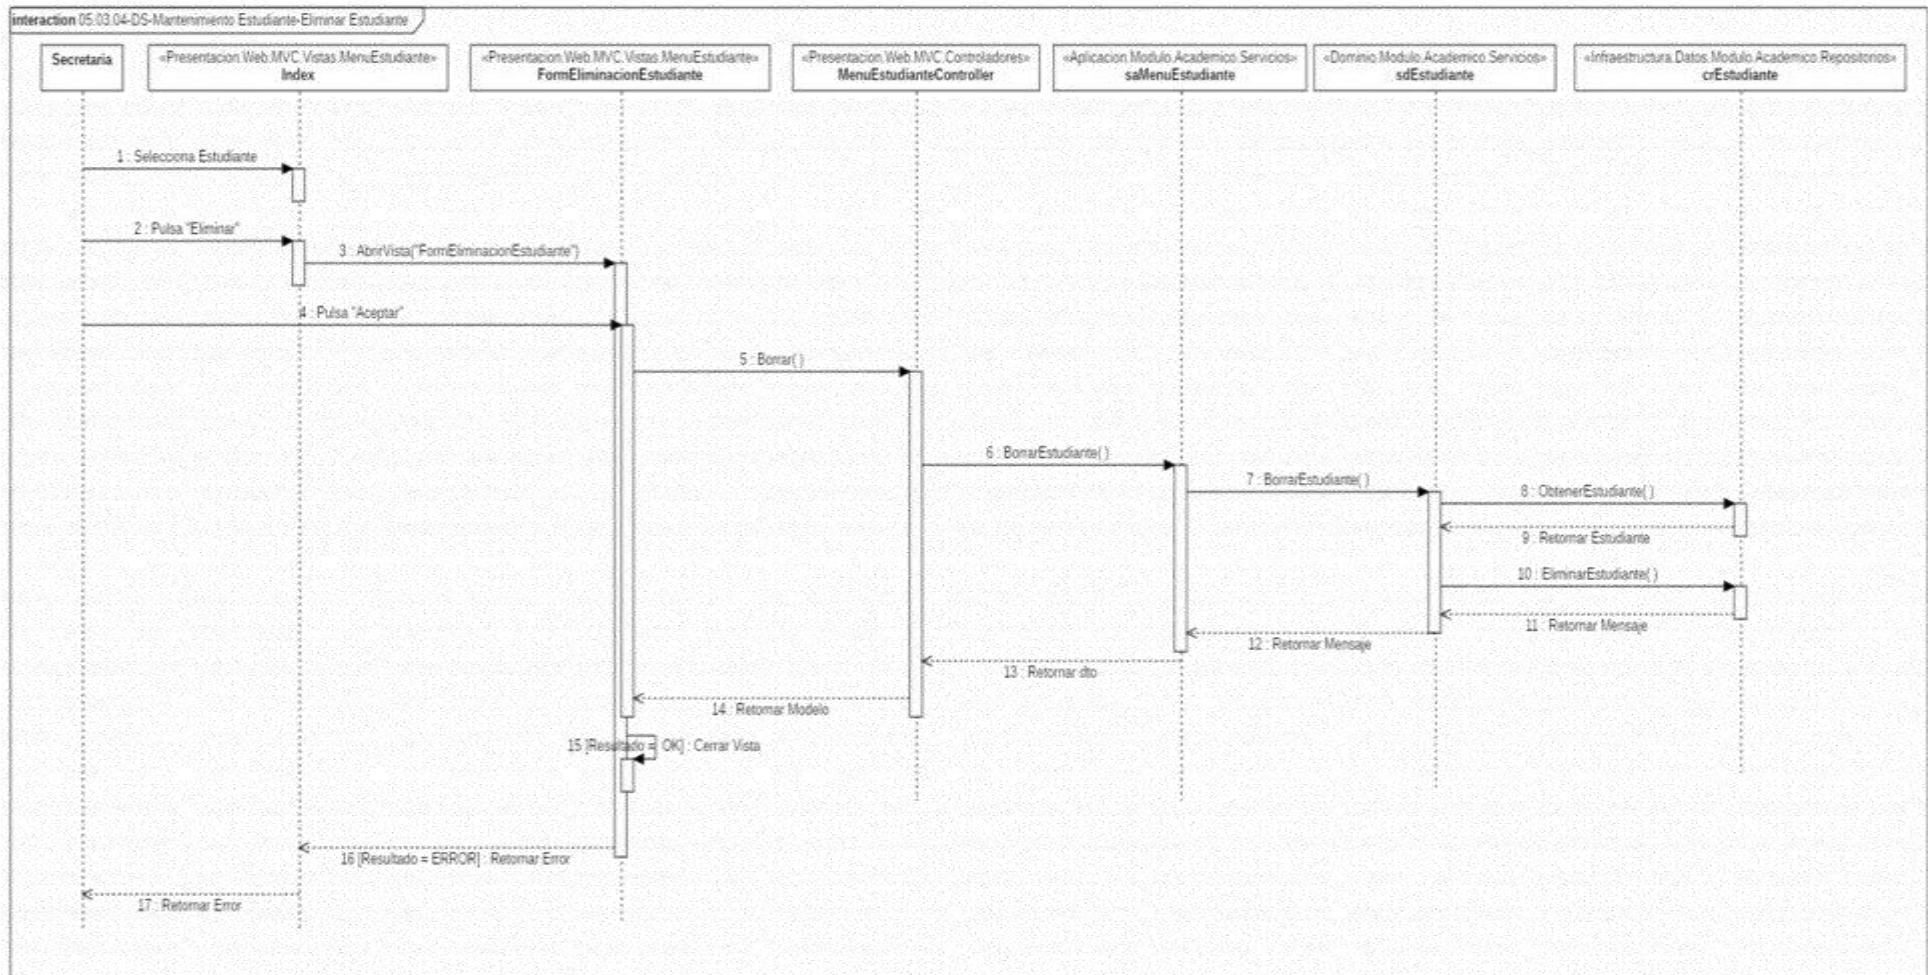 interaction 05.03.04-DS-Mantenimiento Estudiante-Eliminar Estudiante
Secretaria
«Presentacion.Web.MVC.Vistas.MenuEstudiante»
Index
«Presentacion.Web.MVC.Vistas.MenuEstudiante»
FormEliminacionEstudiante
«Presentacion.Web.MVC.Controladores»
MenuEstudianteController
«Aplicacion.Modulo.Academico.Servicios»
saMenuEstudiante
«Dominio.Modulo.Academico.Servicios»
sdEstudiante
«Infraestructura.Datos.Modulo.Academico.Repositorios»
crEstudiante
1 : Selecciona Estudiante
2 : Pulsa "Eliminar"
3 : AbrirVista("FormEliminacionEstudiante")
4 : Pulsa "Aceptar"
5 : Borrar( )
6 : BorrarEstudiante( )
7 : BorrarEstudiante( )
8 : ObtenerEstudiante( )
9 : Retornar Estudiante
10 : EliminarEstudiante( )
11 : Retornar Mensaje
12 : Retornar Mensaje
13 : Retornar dto
14 : Retornar Modelo
15 [Resultado = OK] : Cerrar Vista
16 [Resultado = ERROR] : Retornar Error
17 : Retornar Error